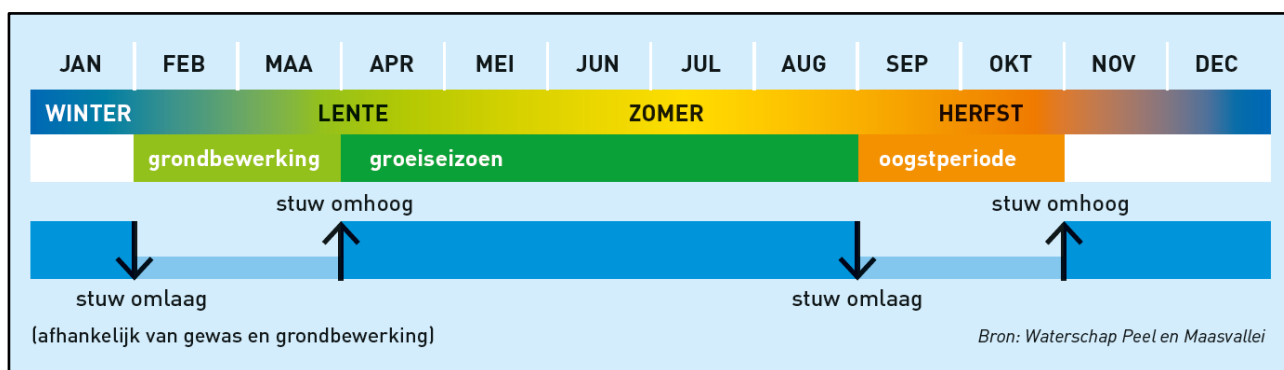 JAN FEB MAA APR MEI JUN JUL AUG SEP OKT NOV DEC
WINTER LENTE ZOMER HERFST
grondbewerking groeiseizoen oogstperiode
stuw omhoog stuw omhoog
stuw omlaag stuw omlaag
(afhankelijk van gewas en grondbewerking) Bron: Waterschap Peel en Maasvallei